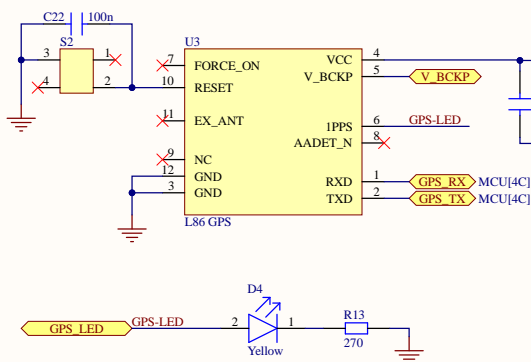 C22 100n
S2
3 1
4 2
U3
7 FORCE_ON
10 RESET
11 EX_ANT
9 NC
12 GND
3 GND
VCC 4
V_BCKP 5 V_BCKP
1PPS 6 GPS-LED
AADET_N 8
RXD 1 GPS_RX MCU[4C]
TXD 2 GPS_TX MCU[4C]
L86 GPS
D4
GPS_LED GPS-LED 2 1 R13
Yellow 270